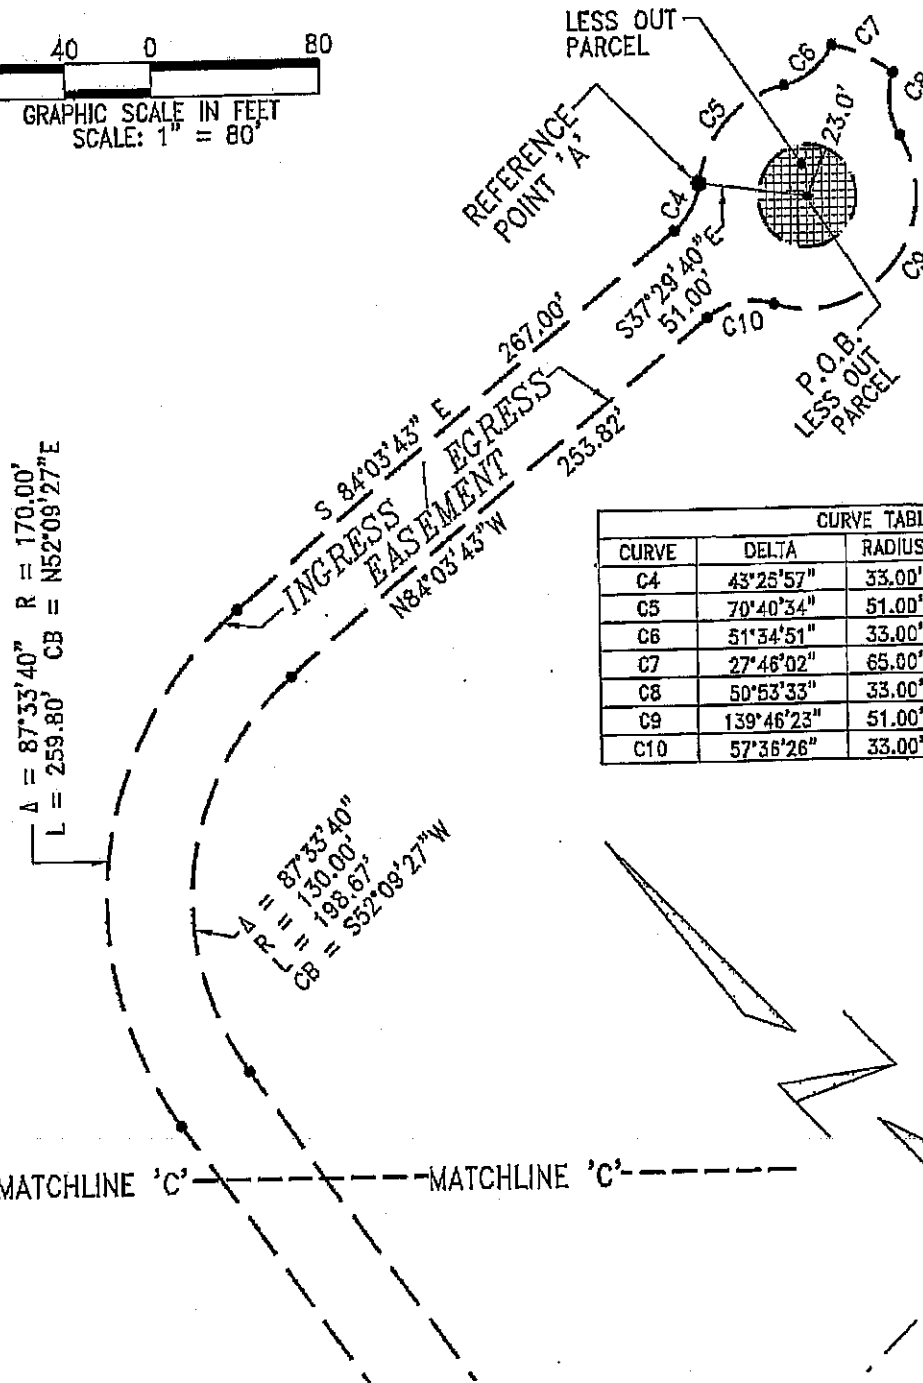 40 0 80
GRAPHIC SCALE IN FEET
SCALE: 1" = 80'
LESS OUT
PARCEL
REFERENCE
POINT 'A'
C4
C5
C6
C7
C8
C9
C10
23.0'
S37°29'40"E
51.00'
P.O.B.
LESS OUT
PARCEL
267.00'
S 84°03'43" E
INGRESS / EGRESS
EASEMENT
253.82'
N84°03'43"W
Δ = 87°33'40" R = 170.00'
L = 259.80' CB = N52°09'27"E
Δ = 87°33'40"
R = 130.00'
L = 198.67'
CB = S52°09'27"W
CURVE TABL
CURVE DELTA RADIUS
C4 43°25'57" 33.00'
C5 70°40'34" 51.00'
C6 51°34'51" 33.00'
C7 27°46'02" 65.00'
C8 50°53'33" 33.00'
C9 139°46'23" 51.00'
C10 57°36'26" 33.00'
MATCHLINE 'C' MATCHLINE 'C'